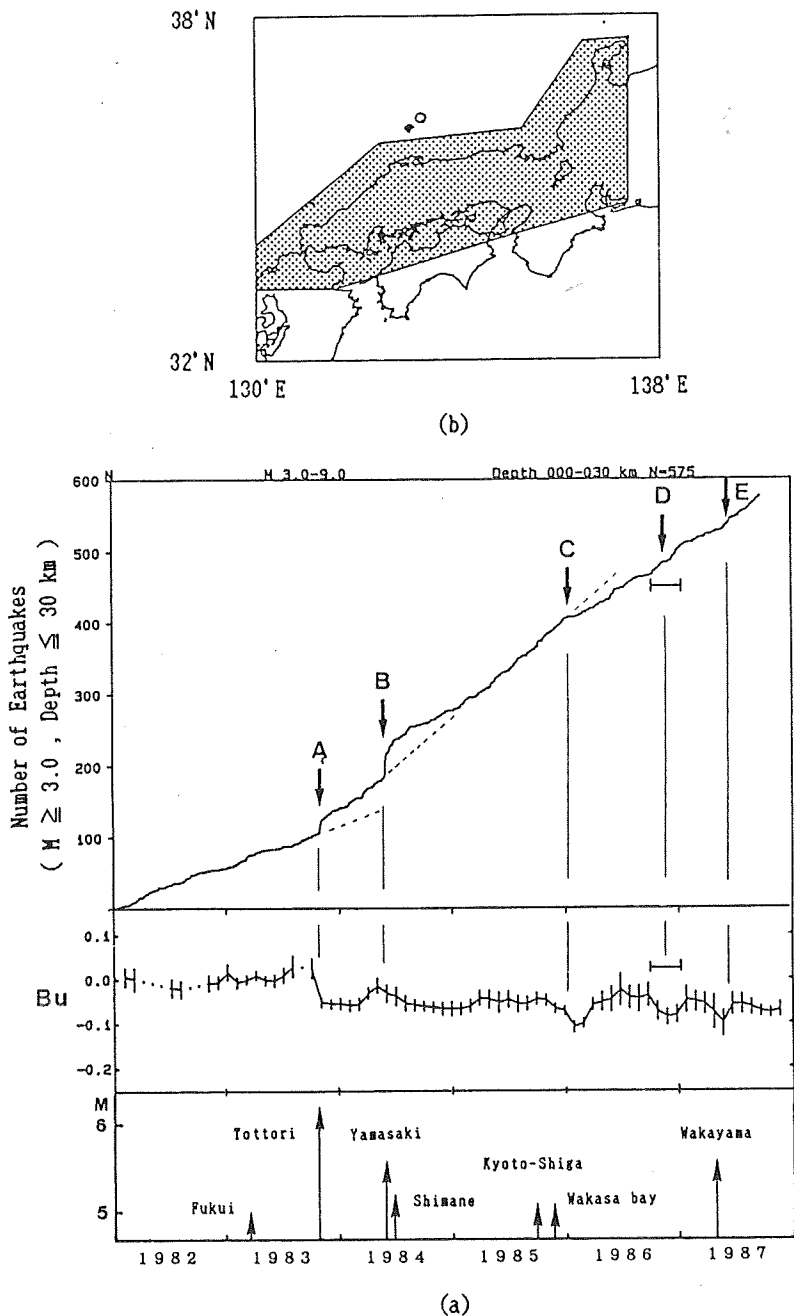 38°N
32°N
130°E
138°E
(b)
N
M 3.0-9.0
Depth 000-030 km N=575
Number of Earthquakes
( M ≧ 3.0 , Depth ≦ 30 km )
600
500
400
300
200
100
A
B
C
D
E
Bu
0.1
0.0
-0.1
-0.2
M
6
5
Fukui
Tottori
Yamasaki
Shimane
Kyoto-Shiga
Wakasa bay
Wakayama
1982
1983
1984
1985
1986
1987
(a)